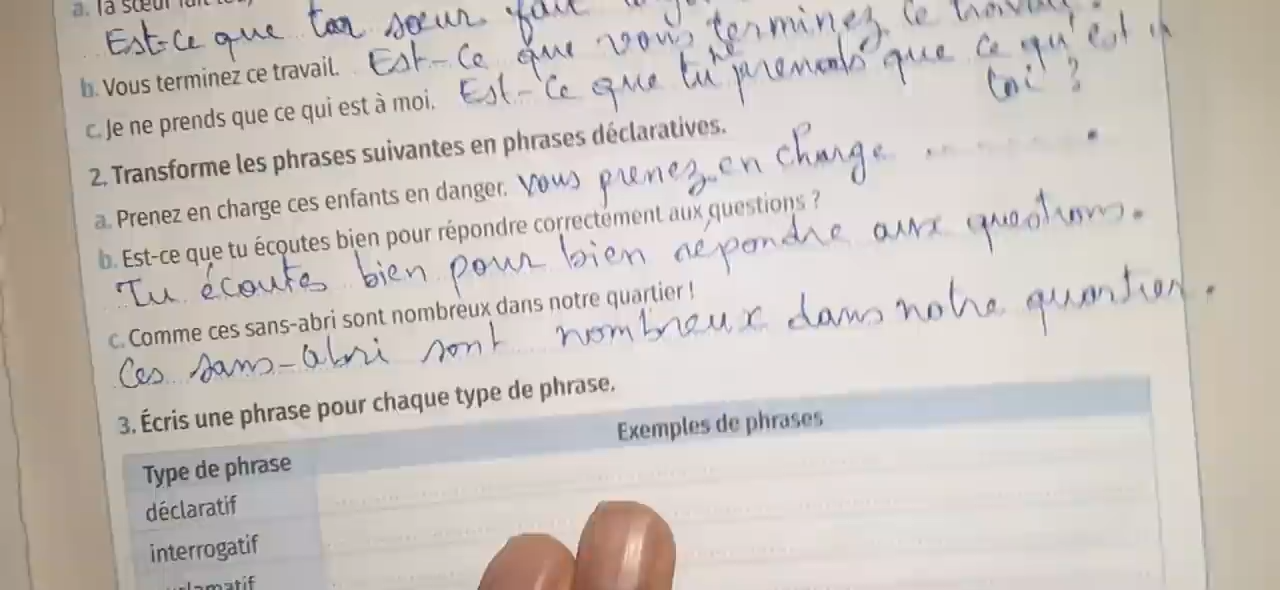 a. Ta sœur fait
Est-ce que ton sœur fait
b. Vous terminez ce travail. Est-ce que vous terminez ce travail.
c. Je ne prends que ce qui est à moi. Est-ce que tu ne prends que ce qu'est à
toi ?
2. Transforme les phrases suivantes en phrases déclaratives.
a. Prenez en charge ces enfants en danger. Vous prenez en charge ........ .
b. Est-ce que tu écoutes bien pour répondre correctement aux questions ?
Tu écoutes bien pour bien repondre aux questions.
c. Comme ces sans-abri sont nombreux dans notre quartier !
Ces sans-abri sont nombreux dans notre quartier.
3. Écris une phrase pour chaque type de phrase.
Type de phrase Exemples de phrases
déclaratif
interrogatif